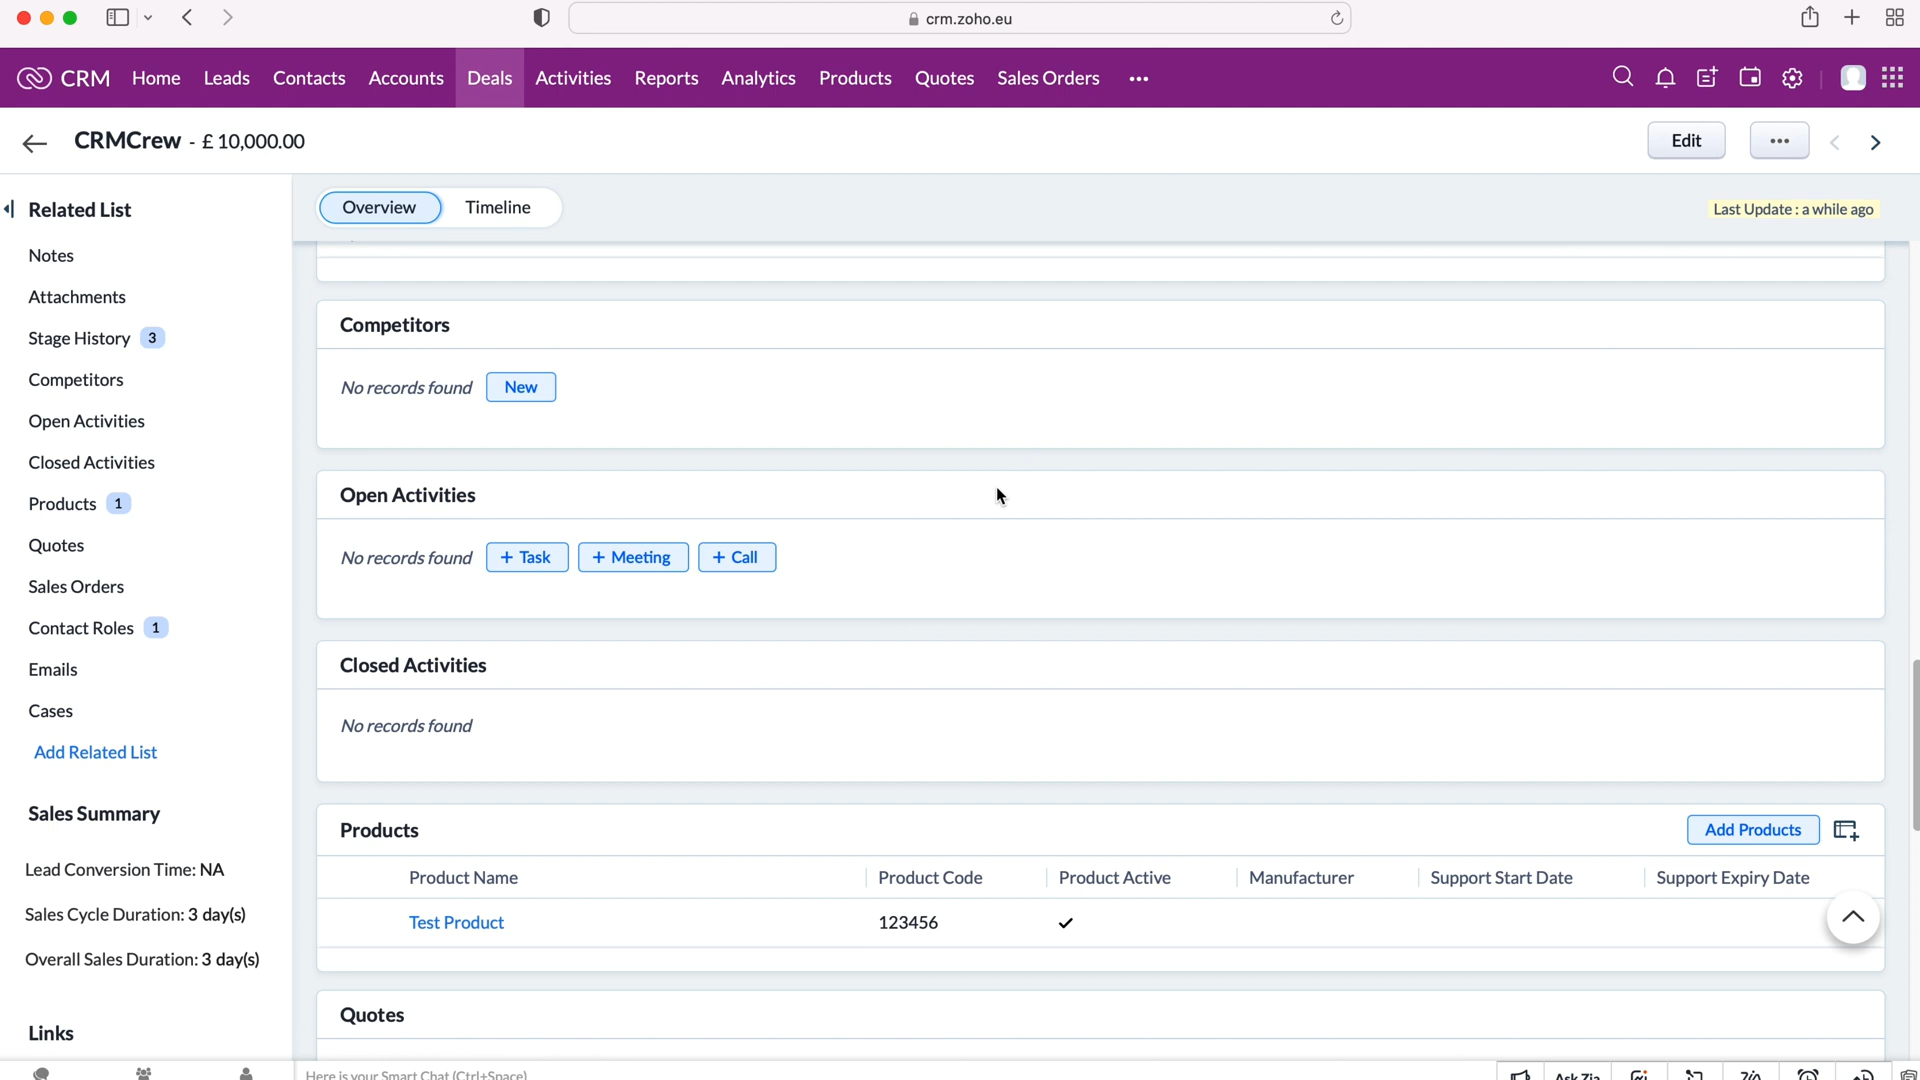 crm.zoho.eu
CRM Home Leads Contacts Accounts Deals Activities Reports Analytics Products Quotes Sales Orders •••
CRMCrew - £ 10,000.00
Edit •••
Related List
Overview Timeline
Last Update : a while ago
Notes
Attachments
Stage History 3
Competitors
Open Activities
Closed Activities
Products 1
Quotes
Sales Orders
Contact Roles 1
Emails
Cases
Add Related List
Sales Summary
Lead Conversion Time: NA
Sales Cycle Duration: 3 day(s)
Overall Sales Duration: 3 day(s)
Links
Competitors
No records found New
Open Activities
No records found + Task + Meeting + Call
Closed Activities
No records found
Products
Add Products
Product Name Product Code Product Active Manufacturer Support Start Date Support Expiry Date
Test Product 123456 ✓
Quotes
Here is your Smart Chat (Ctrl+Space)
Ask Zia